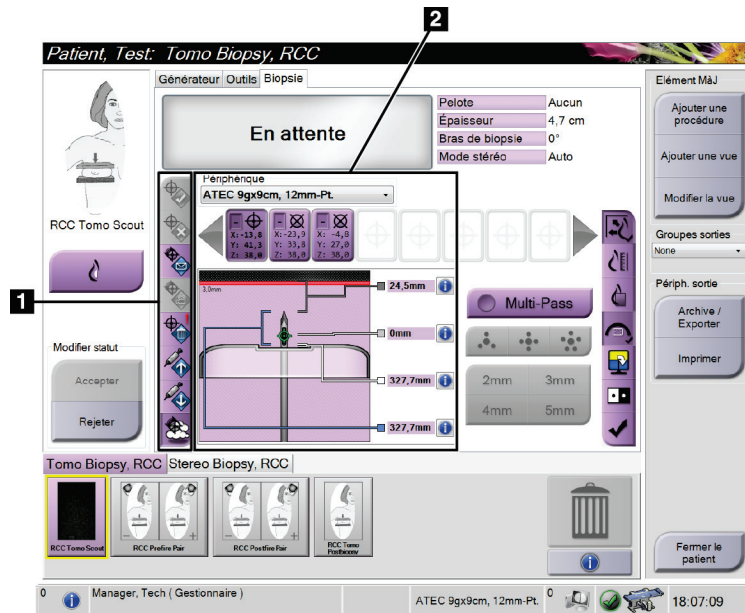 2
Patient, Test: Tomo Biopsy, RCC
Générateur Outils Biopsie
Elément MàJ
En attente
Pelote Aucun
Épaisseur 4,7 cm
Bras de biopsie 0°
Mode stéréo Auto
Ajouter une procédure
Ajouter une vue
Modifier la vue
Groupes sorties
None
Périph. sortie
Archive / Exporter
Imprimer
Fermer le patient
RCC Tomo Scout
1
Modifier statut
Accepter
Rejeter
Périphérique
ATEC 9gx9cm, 12mm-Pt.
X:-13,8
Y: 41,3
Z: 38,0
X:-23,9
Y: 33,8
Z: 38,0
X: -4,8
Y: 27,0
Z: 38,0
3,0mm
24,5mm
0mm
327,7mm
327,7mm
Multi-Pass
2mm 3mm
4mm 5mm
Tomo Biopsy, RCC Stereo Biopsy, RCC
RCC Tomo Scout
RCC Prefire Pair
RCC Postfire Pair
RCC Tomo Postbiopsy
0 Manager, Tech ( Gestionnaire )
ATEC 9gx9cm, 12mm-Pt. 0 18:07:09